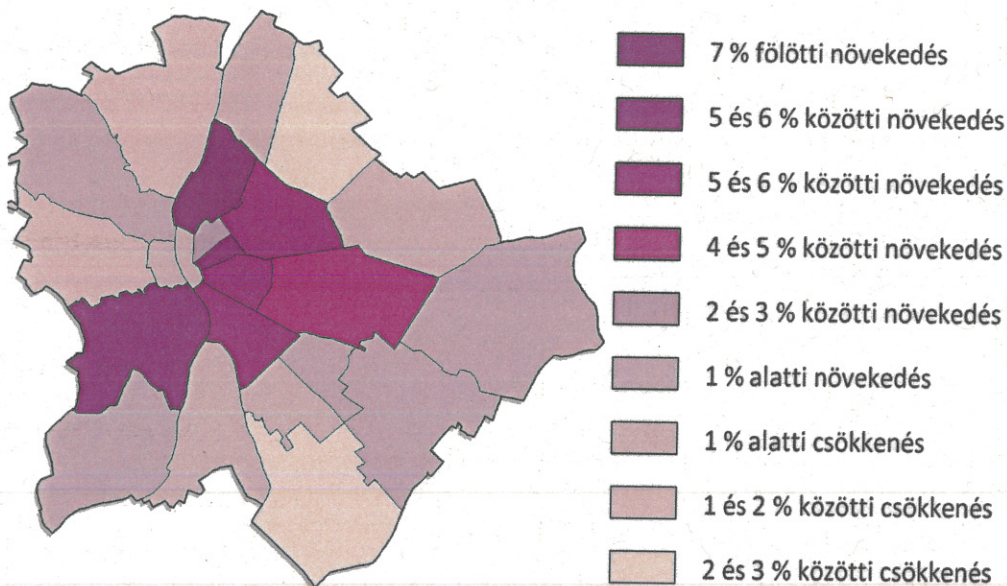 7 % fölötti növekedés
5 és 6 % közötti növekedés
5 és 6 % közötti növekedés
4 és 5 % közötti növekedés
2 és 3 % közötti növekedés
1 % alatti növekedés
1 % alatti csökkenés
1 és 2 % közötti csökkenés
2 és 3 % közötti csökkenés